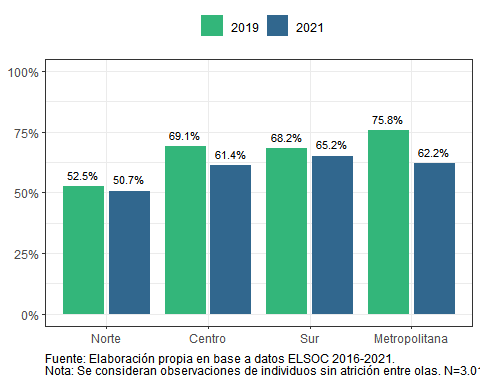 2019 2021
100%
75%
50%
25%
0%
52.5% 50.7% 69.1% 61.4% 68.2% 65.2% 75.8% 62.2%
Norte Centro Sur Metropolitana
Fuente: Elaboración propia en base a datos ELSOC 2016-2021.
Nota: Se consideran observaciones de individuos sin atrición entre olas.